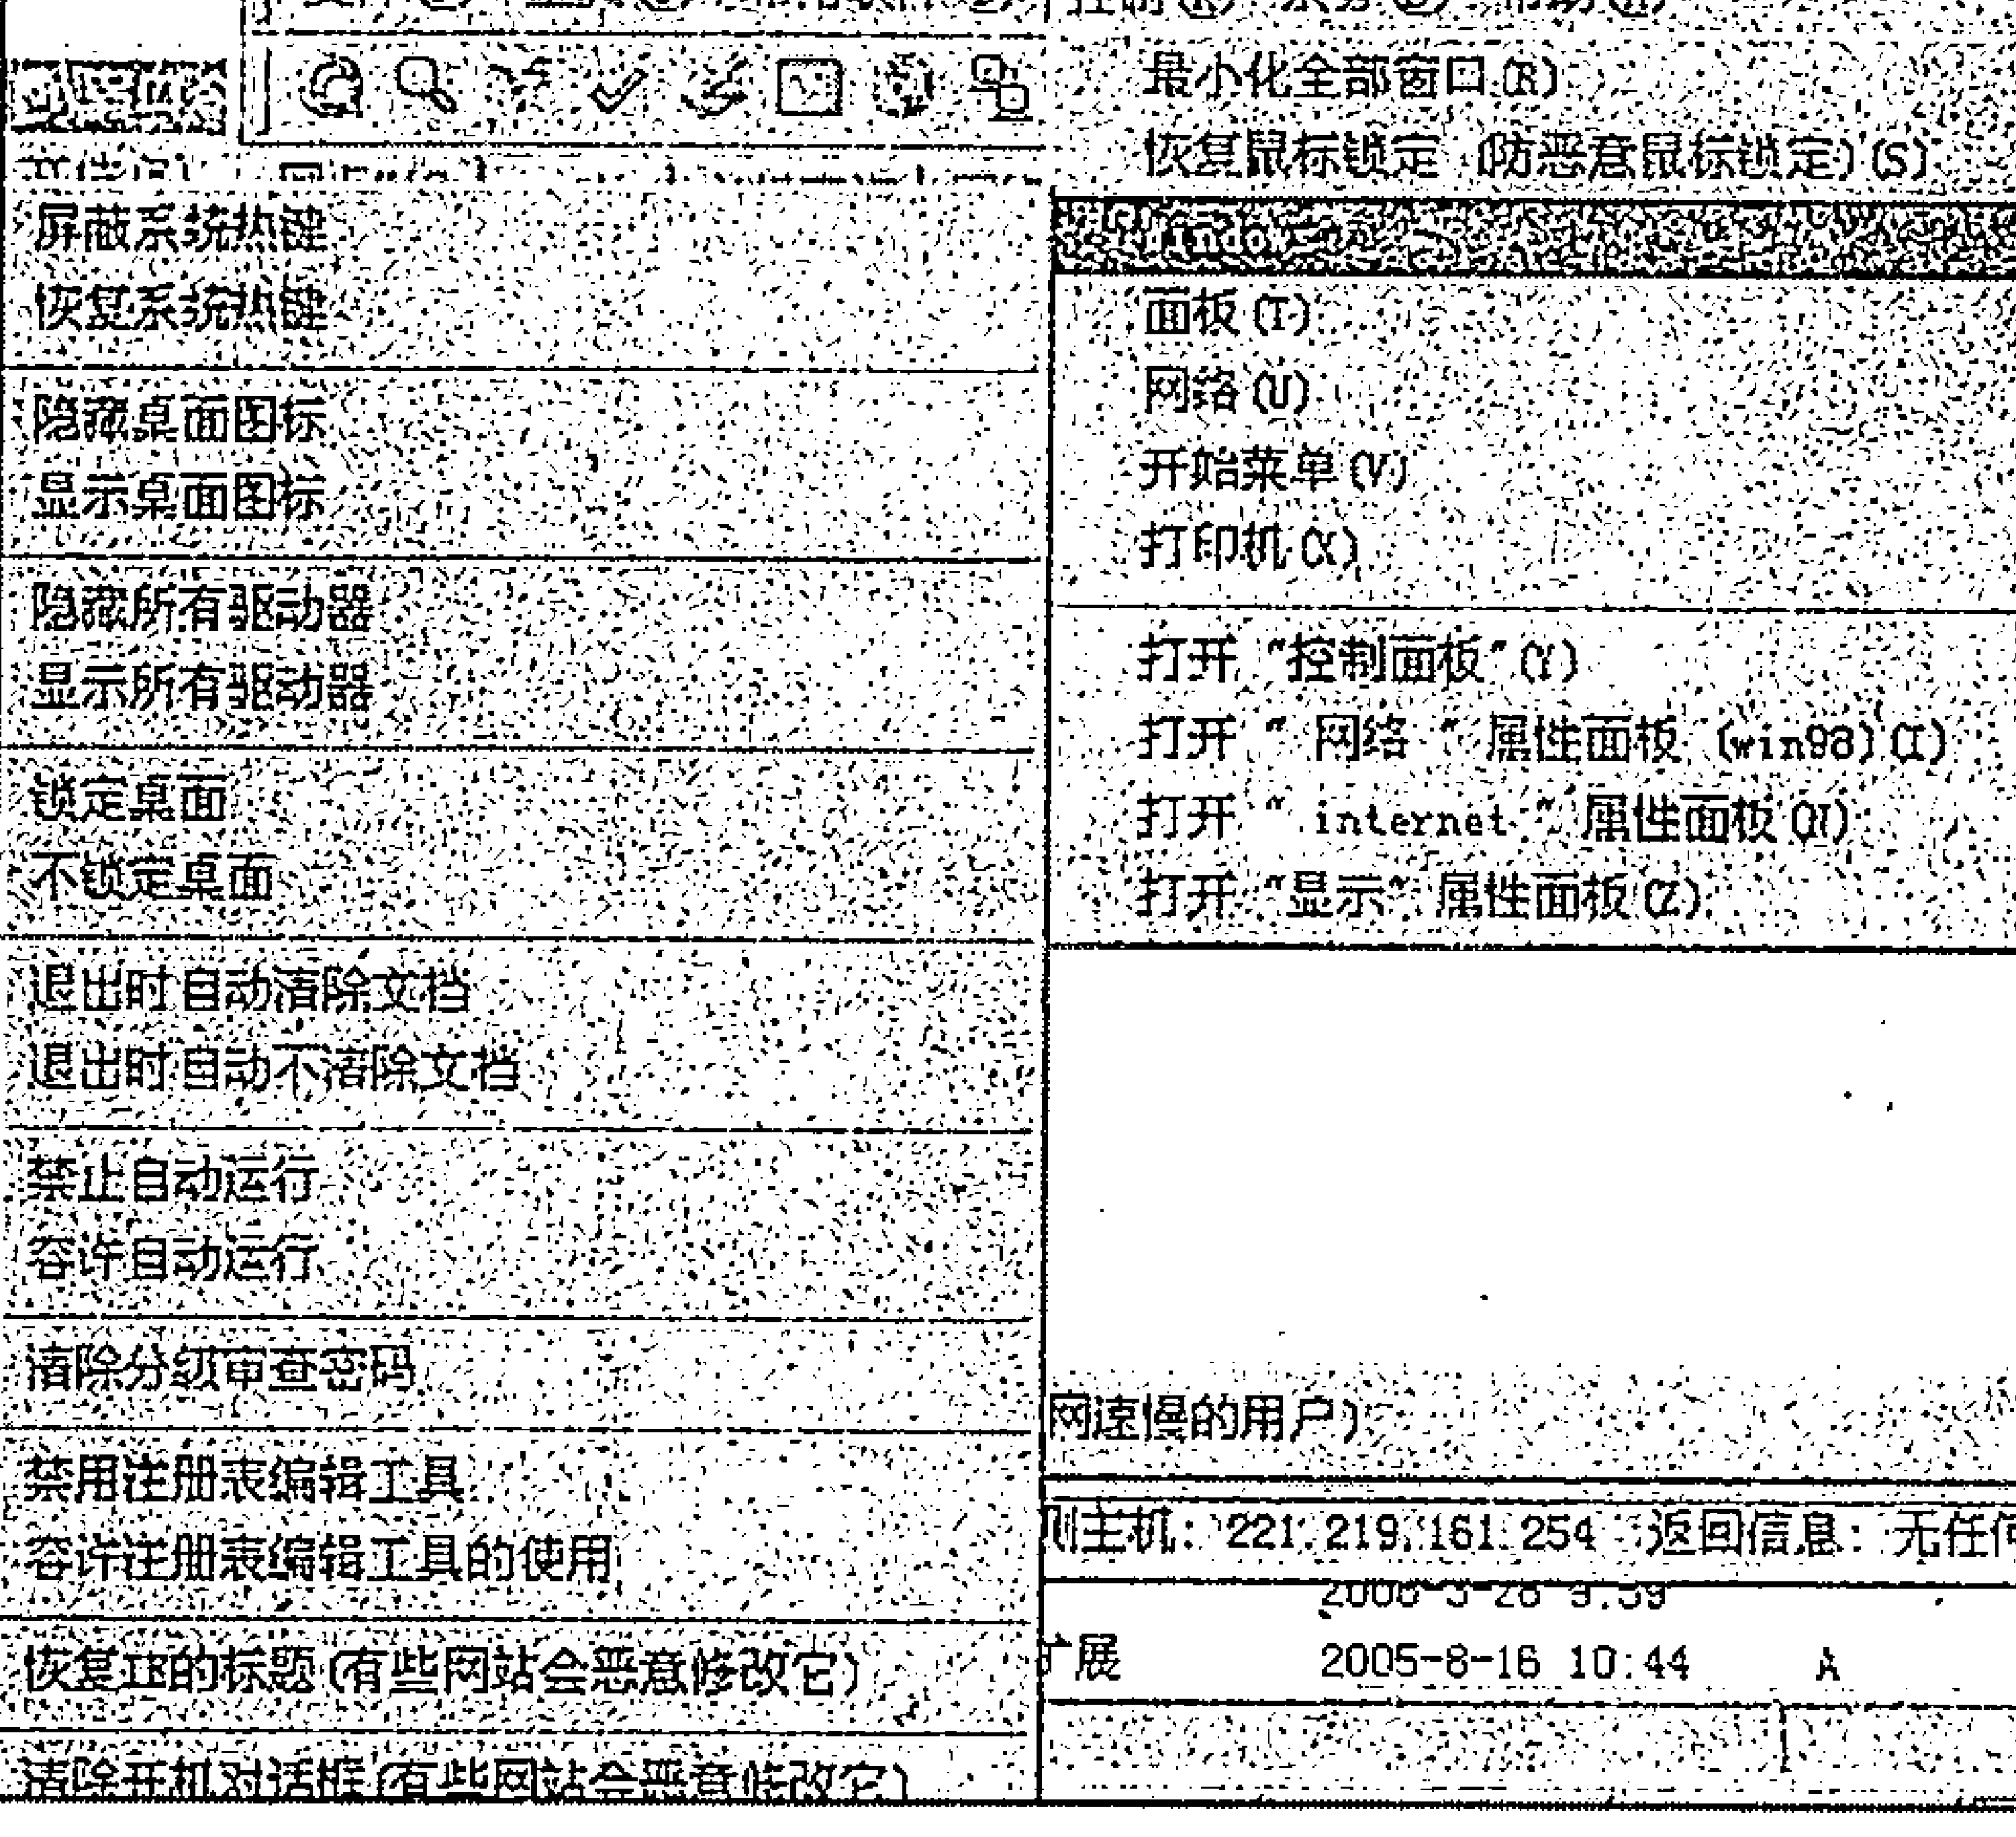 控制(K)
最小化全部窗口(R)
恢复鼠标锁定 (防恶意鼠标锁定)(S)
Windows
面板(T)
网络(U)
开始菜单(V)
打印机(X)
打开 "控制面板"(Y)
打开 " 网络 " 属性面板 (win98)(I)
打开 " internet " 属性面板
打开 "显示" 属性面板(Z)
屏蔽系统热键
恢复系统热键
隐藏桌面图标
显示桌面图标
隐藏所有驱动器
显示所有驱动器
锁定桌面
不锁定桌面
退出时自动清除文档
退出时自动不清除文档
禁止自动运行
容许自动运行
清除分级审查密码
禁用注册表编辑工具
容许注册表编辑工具的使用
恢复IE的标题(有些网站会恶意修改它)
清除开机对话框(有些网站会恶意修改它)
网速慢的用户)
主机: 221.219.161.254 返回信息: 无任何
扩展 2005-8-16 10:44 A